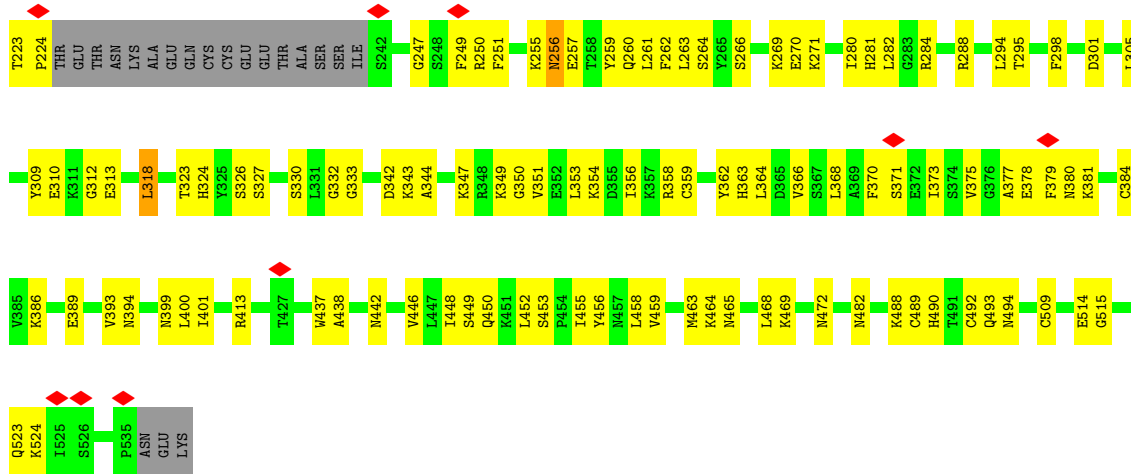 T223 P224 THR GLU THR ASN LYS ALA GLU GLN CYS CYS GLU GLU THR ALA SER SER ILE S242 G247 S248 F249 R250 F251 K255 N256 E257 T258 Y259 Q260 L261 F262 L263 S264 Y265 S266 K269 E270 K271 I280 H281 L282 G283 R284 R288 L294 T295 F298 D301 L305
Y309 E310 K311 G312 E313 L318 T323 H324 Y325 S326 S327 S330 L331 G332 G333 D342 K343 A344 K347 R348 K349 G350 V351 E352 L353 K354 D355 I356 K357 R358 C359 Y362 H363 L364 D365 V366 S367 L368 A369 F370 S371 E372 I373 S374 V375 G376 A377 E378 F379 N380 K381 C384
V385 K386 E389 V393 N394 N399 L400 I401 R413 T427 W437 A438 N442 V446 L447 I448 S449 Q450 K451 L452 S453 P454 I455 Y456 N457 L458 V459 M463 K464 N465 L468 K469 N472 N482 K488 C489 H490 T491 C492 Q493 N494 C509 E514 G515
Q523 K524 I525 S526 P535 ASN GLU LYS